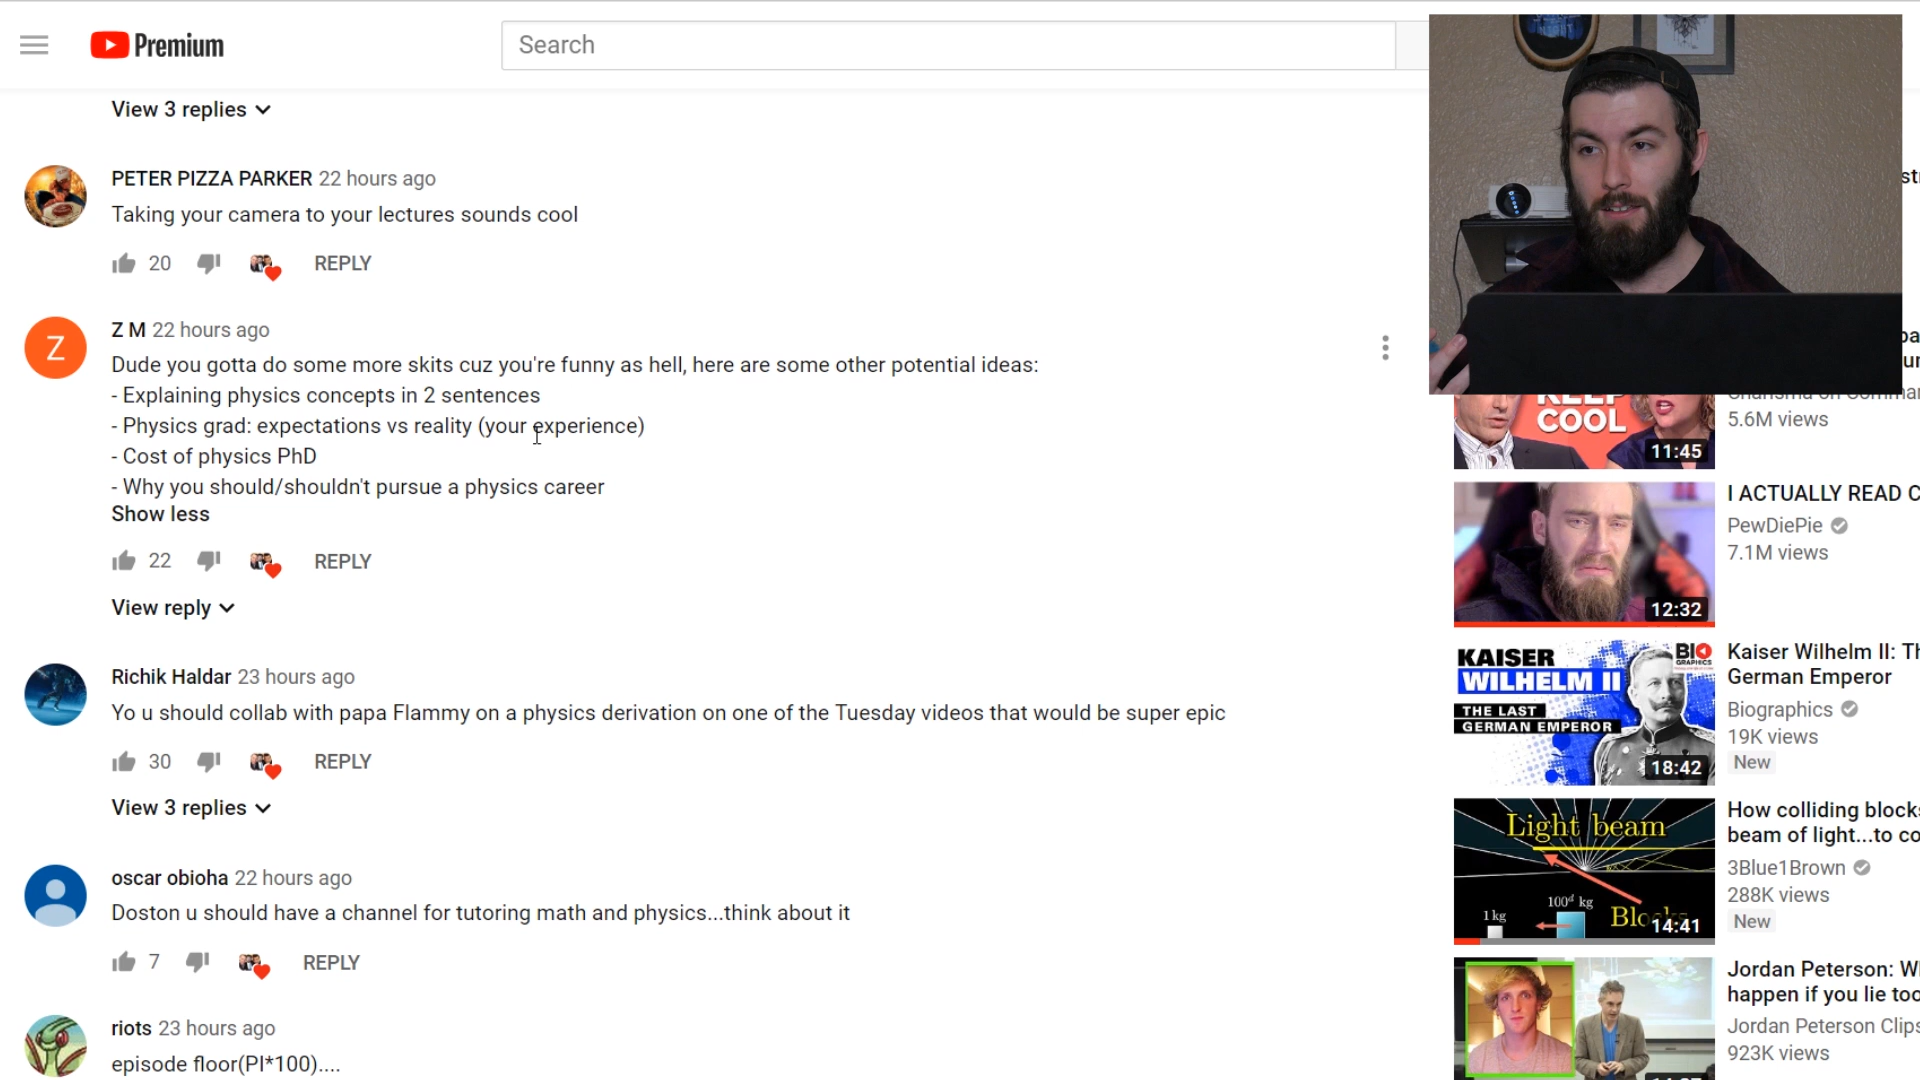 Premium
Search
View 3 replies
PETER PIZZA PARKER 22 hours ago
Taking your camera to your lectures sounds cool
20
REPLY
Z
Z M 22 hours ago
Dude you gotta do some more skits cuz you're funny as hell, here are some other potential ideas:
- Explaining physics concepts in 2 sentences
- Physics grad: expectations vs reality (your experience)
- Cost of physics PhD
- Why you should/shouldn't pursue a physics career
Show less
22
REPLY
View reply
Richik Haldar 23 hours ago
Yo u should collab with papa Flammy on a physics derivation on one of the Tuesday videos that would be super epic
30
REPLY
View 3 replies
oscar obioha 22 hours ago
Doston u should have a channel for tutoring math and physics...think about it
7
REPLY
riots 23 hours ago
episode floor(PI*100)....
5.6M views
KEEP
COOL
11:45
I ACTUALLY READ C
PewDiePie
7.1M views
12:32
KAISER
WILHELM II
THE LAST
GERMAN EMPEROR
BIO
GRAPHICS
18:42
Kaiser Wilhelm II: Th
German Emperor
Biographics
19K views
New
Light beam
100^d kg
1 kg
14:41
How colliding blocks
beam of light...to co
3Blue1Brown
288K views
New
Jordan Peterson: W
happen if you lie too
Jordan Peterson Clips
923K views